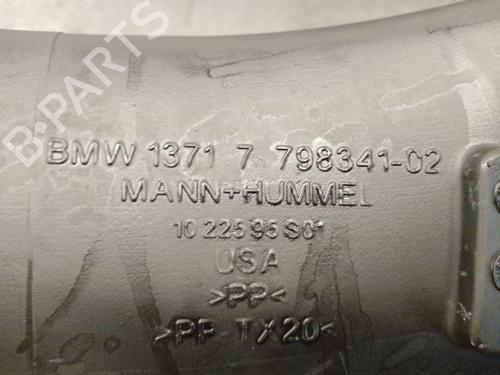 B-PARTS
BMW 1371 7 798341-02
MANN+HUMMEL
10 225 95 S01
USA
>PP<
>PP-TX20<